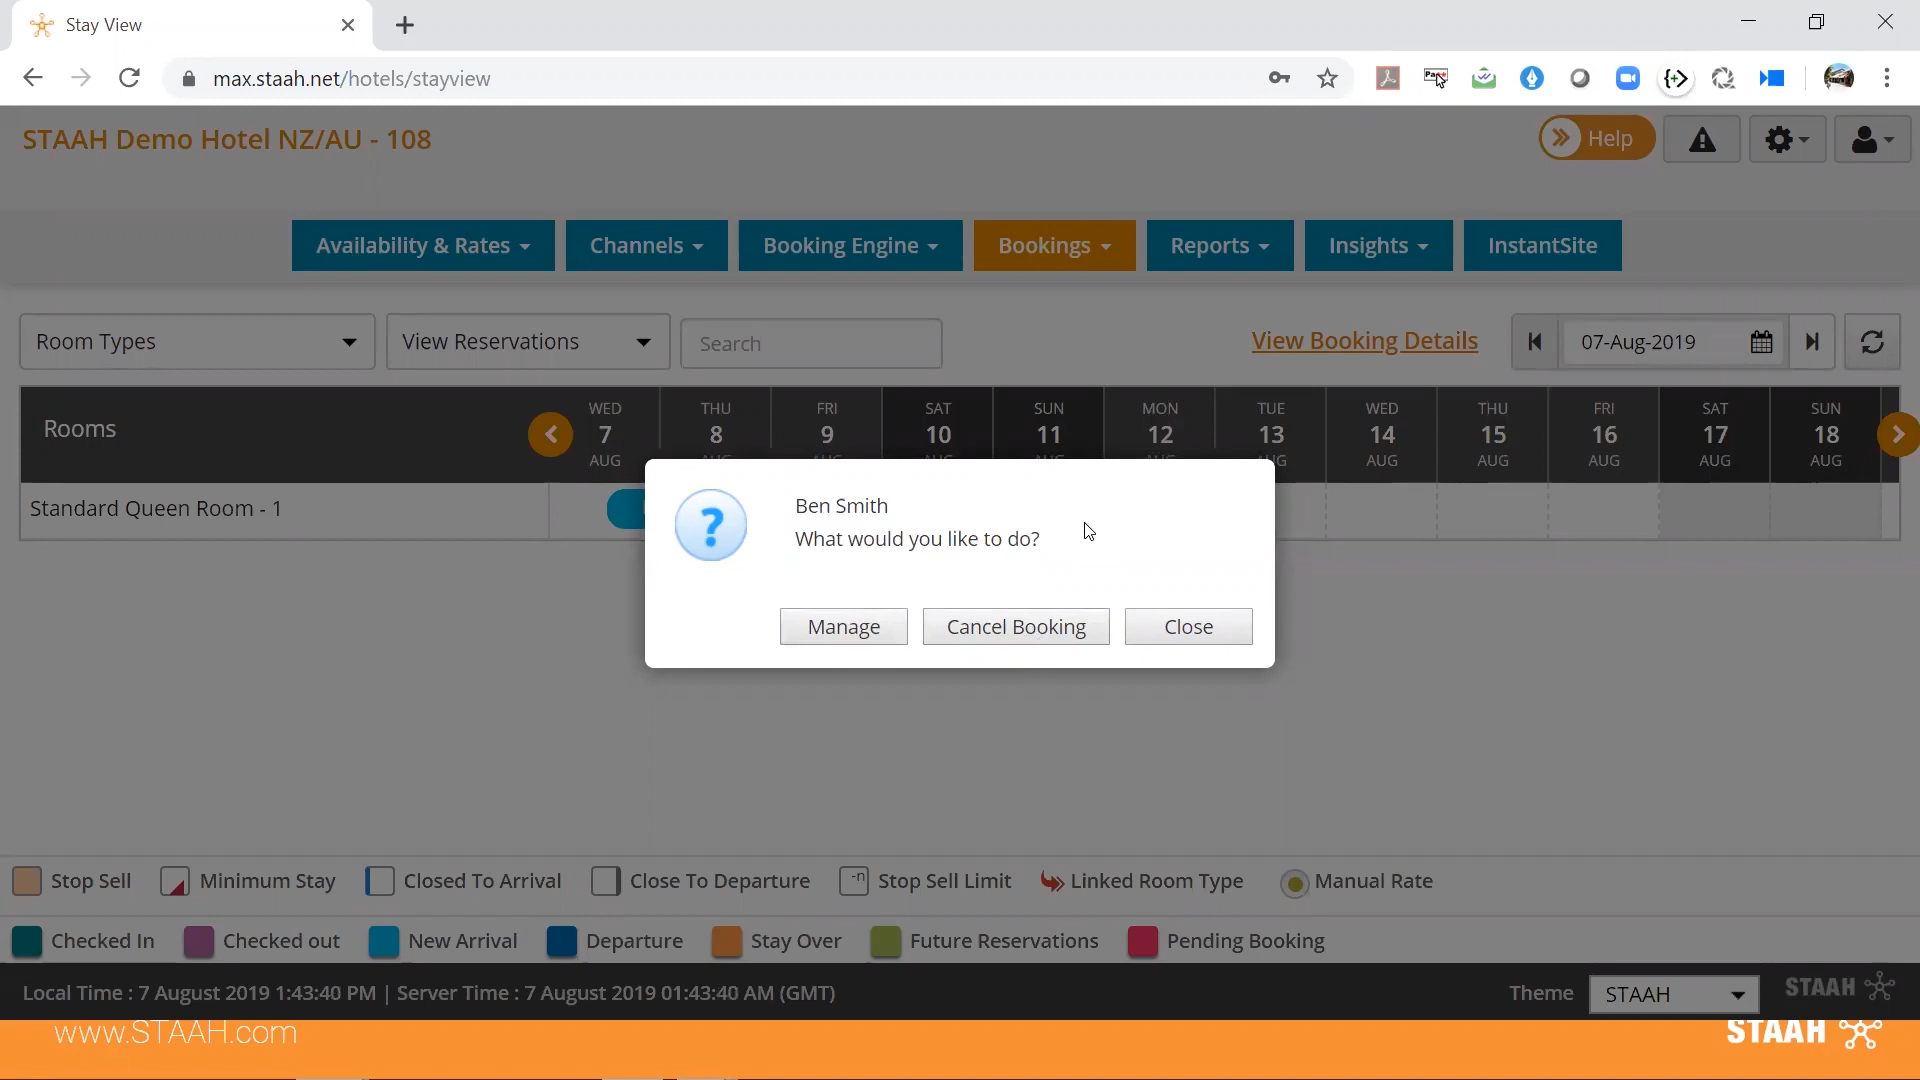 Stay View
max.staah.net/hotels/stayview
STAAH Demo Hotel NZ/AU - 108
Help
Availability & Rates
Channels
Booking Engine
Bookings
Reports
Insights
InstantSite
Room Types
View Reservations
Search
View Booking Details
07-Aug-2019
Rooms
WED 7 AUG
THU 8
FRI 9
SAT 10
SUN 11
MON 12
TUE 13
WED 14 AUG
THU 15 AUG
FRI 16 AUG
SAT 17 AUG
SUN 18 AUG
Standard Queen Room - 1
Ben Smith
What would you like to do?
Manage
Cancel Booking
Close
Stop Sell
Minimum Stay
Closed To Arrival
Close To Departure
-n
Stop Sell Limit
Linked Room Type
Manual Rate
Checked In
Checked out
New Arrival
Departure
Stay Over
Future Reservations
Pending Booking
Local Time : 7 August 2019 1:43:40 PM | Server Time : 7 August 2019 01:43:40 AM (GMT)
Theme
STAAH
STAAH
www.STAAH.com
STAAH